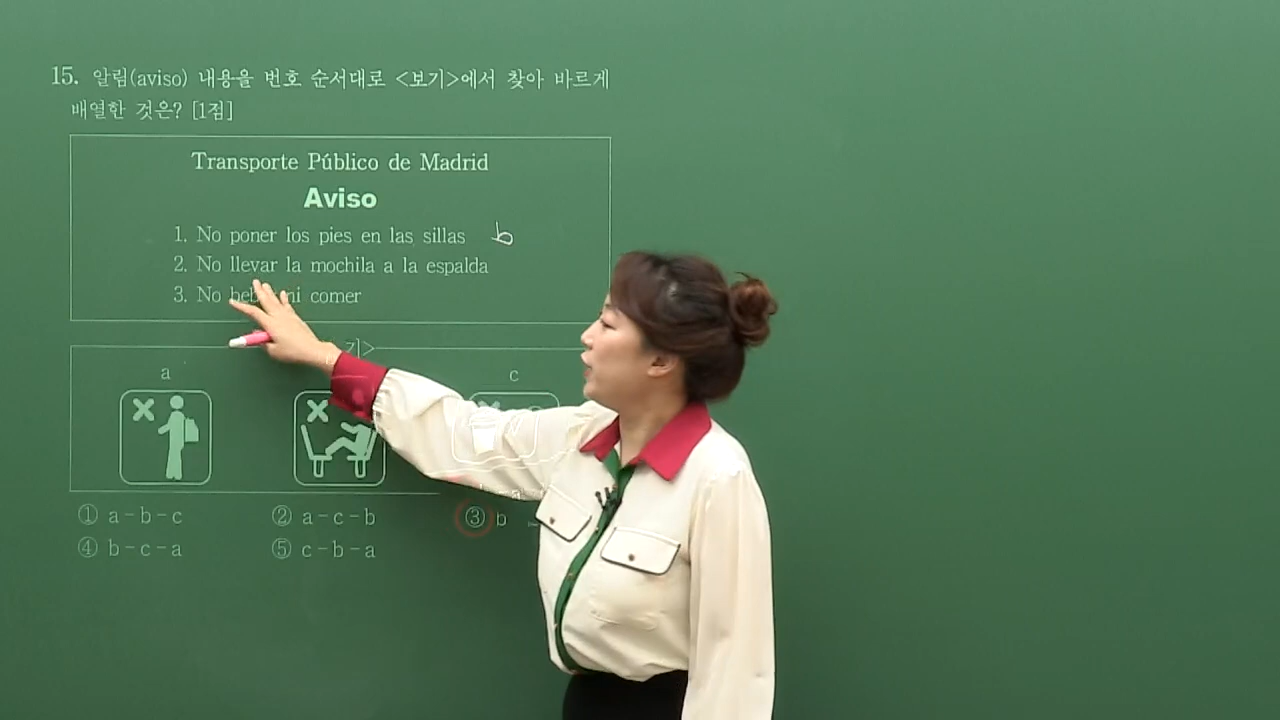 15. 알림(aviso) 내용을 번호 순서대로 <보기>에서 찾아 바르게
배열한 것은? [1점]
Transporte Público de Madrid
Aviso
1. No poner los pies en las sillas b
2. No llevar la mochila a la espalda
3. No ni comer
기>
a c
① a-b-c ② a-c-b ③ b
④ b-c-a ⑤ c-b-a